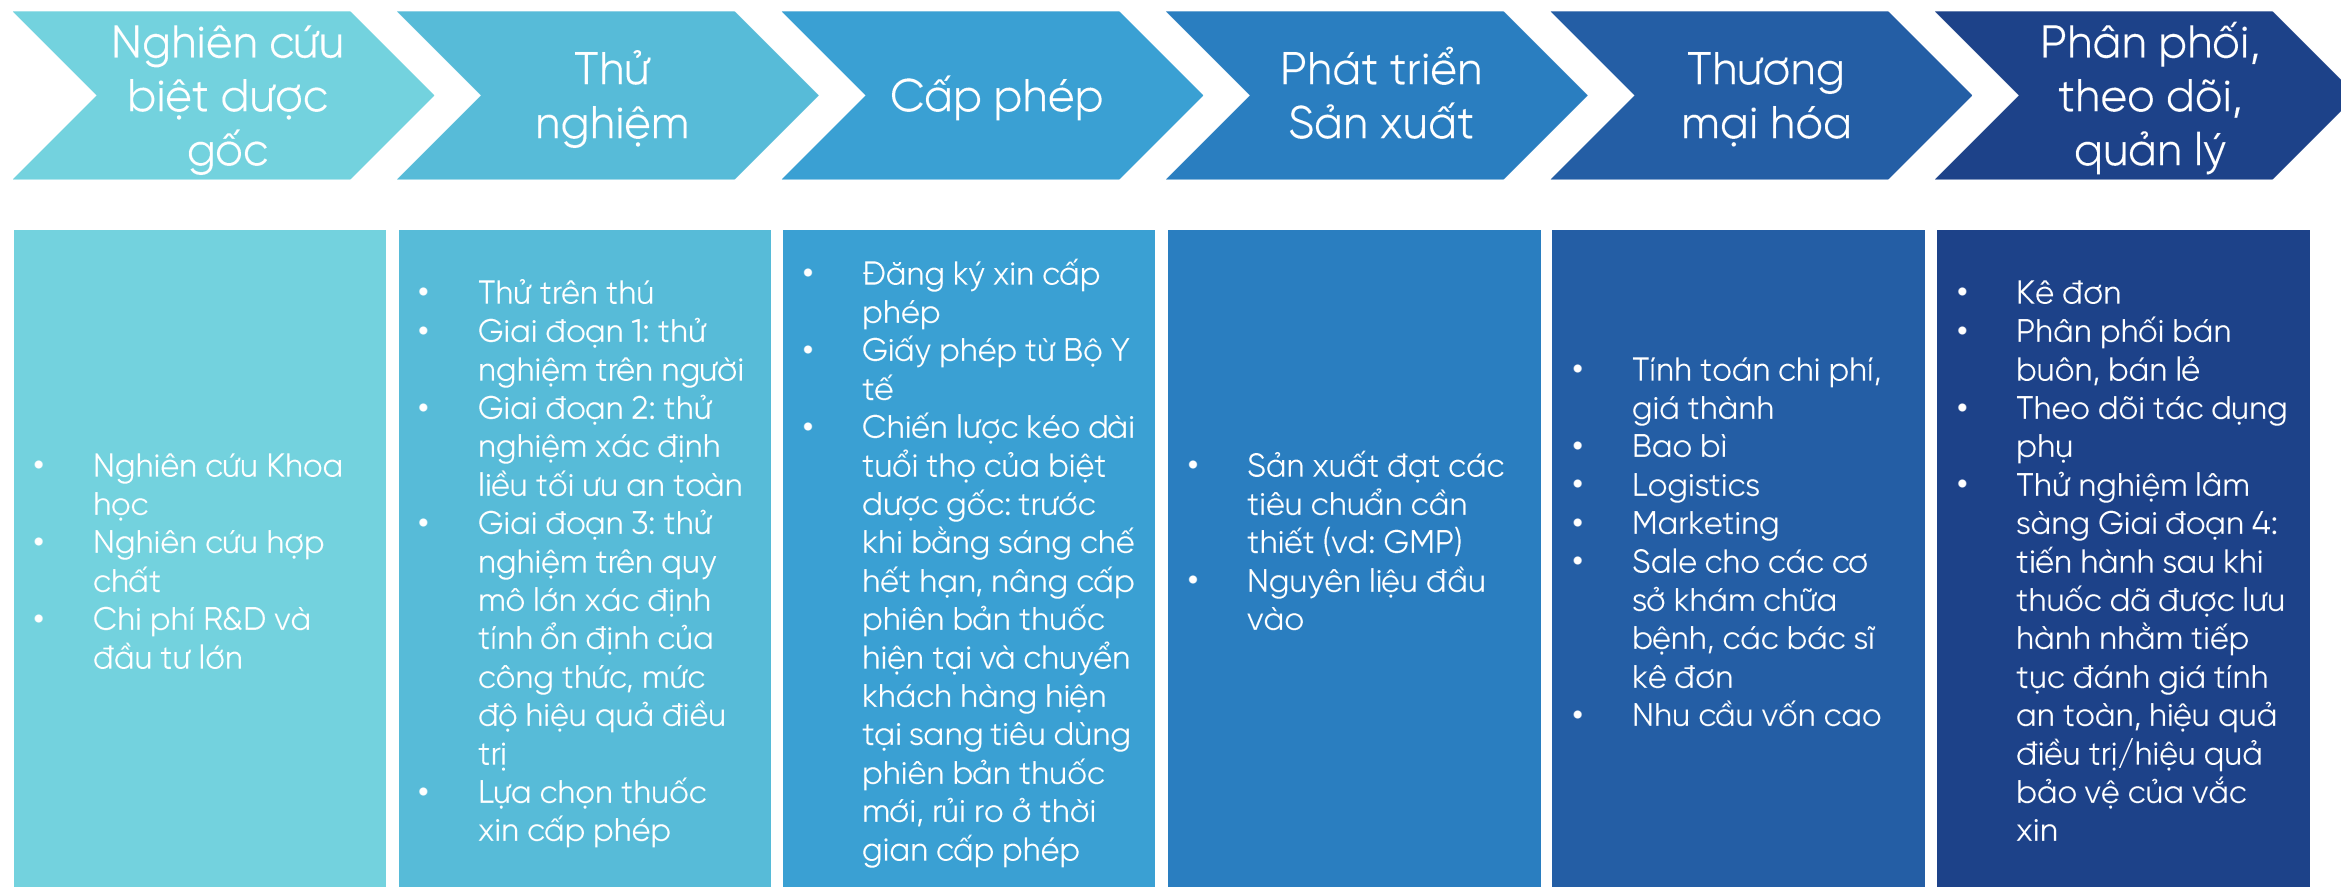 Nghiên cứu
biệt dược
gốc
Thử
nghiệm
Cấp phép
Phát triển
Sản xuất
Thương
mại hóa
Phân phối,
theo dõi,
quản lý
• Nghiên cứu Khoa
học
• Nghiên cứu hợp
chất
• Chi phí R&D và
đầu tư lớn
• Thử trên thú
• Giai đoạn 1: thử
nghiệm trên người
• Giai đoạn 2: thử
nghiệm xác định
liều tối ưu an toàn
• Giai đoạn 3: thử
nghiệm trên quy
mô lớn xác định
tính ổn định của
công thức, mức
độ hiệu quả điều
trị
• Lựa chọn thuốc
xin cấp phép
• Đăng ký xin cấp
phép
• Giấy phép từ Bộ Y
tế
• Chiến lược kéo dài
tuổi thọ của biệt
dược gốc: trước
khi bằng sáng chế
hết hạn, nâng cấp
phiên bản thuốc
hiện tại và chuyển
khách hàng hiện
tại sang tiêu dùng
phiên bản thuốc
mới, rủi ro ở thời
gian cấp phép
• Sản xuất đạt các
tiêu chuẩn cần
thiết (vd: GMP)
• Nguyên liệu đầu
vào
• Tính toán chi phí,
giá thành
• Bao bì
• Logistics
• Marketing
• Sale cho các cơ
sở khám chữa
bệnh, các bác sĩ
kê đơn
• Nhu cầu vốn cao
• Kê đơn
• Phân phối bán
buôn, bán lẻ
• Theo dõi tác dụng
phụ
• Thử nghiệm lâm
sàng Giai đoạn 4:
tiến hành sau khi
thuốc dã được lưu
hành nhằm tiếp
tục đánh giá tính
an toàn, hiệu quả
điều trị/hiệu quả
bảo vệ của vắc
xin